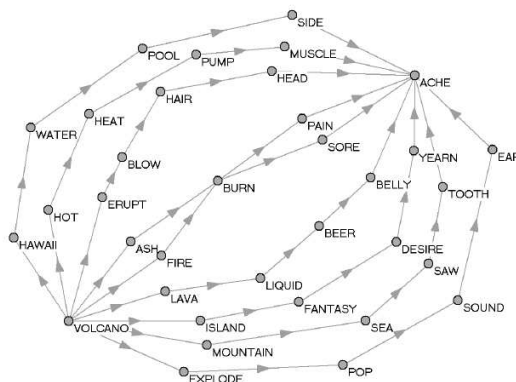 SIDE
POOL
PUMP
MUSCLE
HEAD
ACHE
HAIR
HEAT
WATER
PAIN
SORE
BLOW
YEARN
EAR
BURN
BELLY
TOOTH
ERUPT
HOT
HAWAII
ASH
BEER
FIRE
DESIRE
SAW
LIQUID
LAVA
FANTASY
SOUND
VOLCANO
ISLAND
SEA
MOUNTAIN
POP
EXPLODE